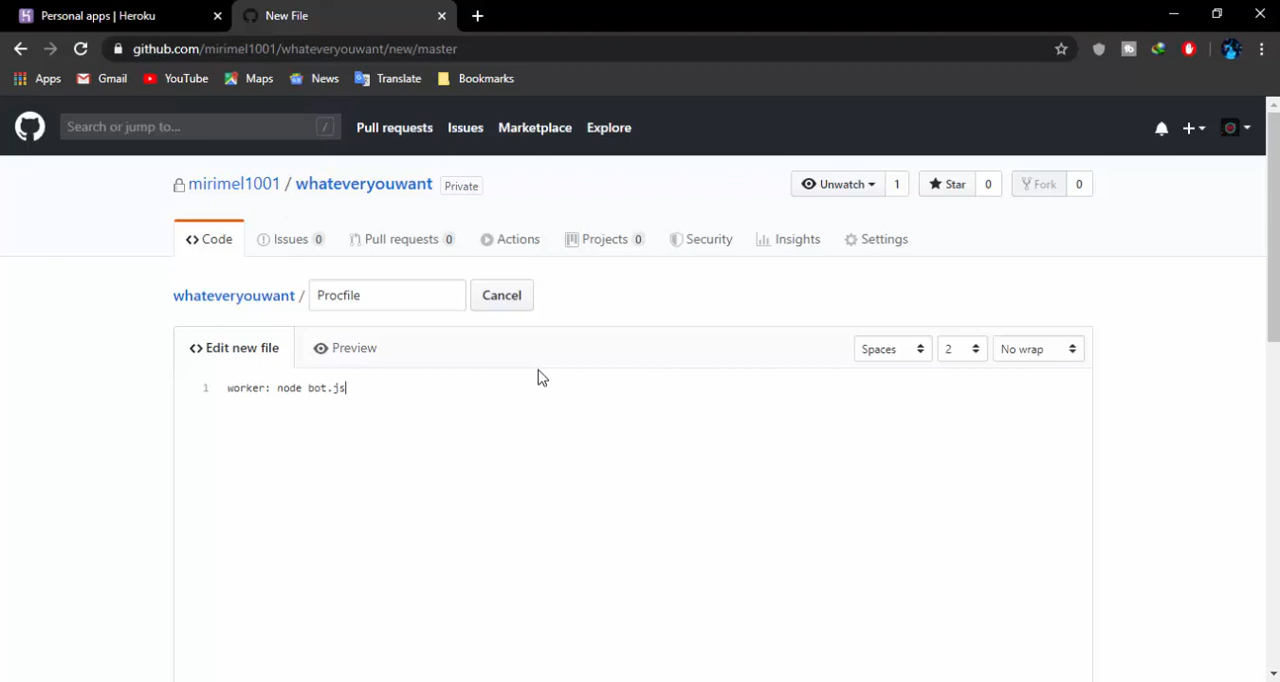 Personal apps | Heroku
New File
github.com/mirimel1001/whateveryouwant/new/master
Apps Gmail YouTube Maps News Translate Bookmarks
Search or jump to... /
Pull requests Issues Marketplace Explore
mirimel1001 / whateveryouwant Private
Unwatch 1 Star 0 Fork 0
Code Issues 0 Pull requests 0 Actions Projects 0 Security Insights Settings
whateveryouwant / Procfile Cancel
Edit new file Preview
Spaces 2 No wrap
1 worker: node bot.js